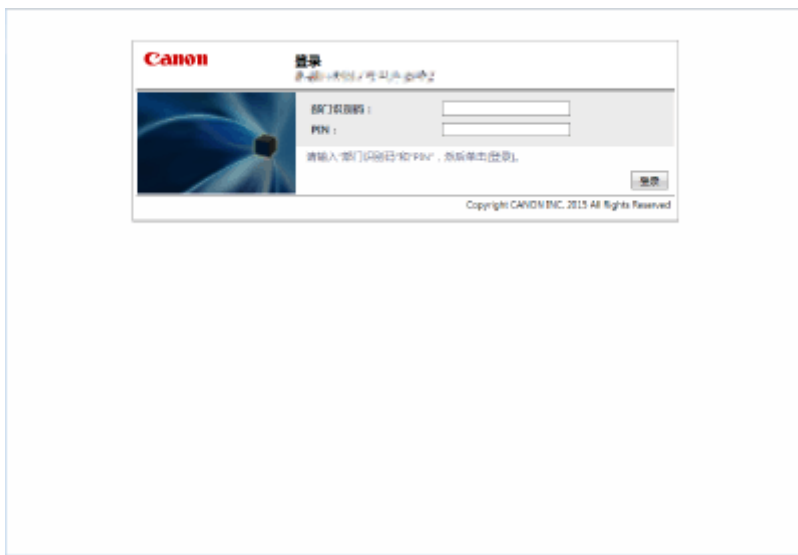 Canon
登录
部门识别码：
PIN：
请输入"部门识别码"和"PIN"，然后单击[登录]。
登录
Copyright CANON INC. 2015 All Rights Reserved